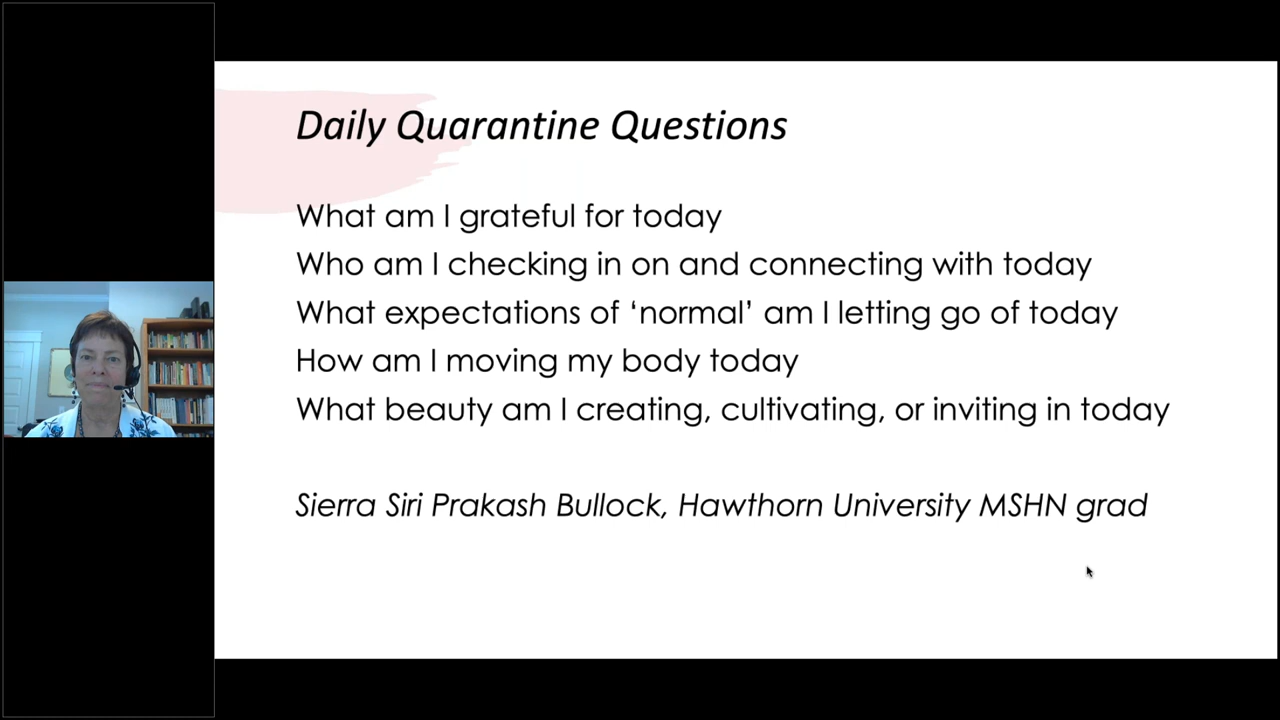 Daily Quarantine Questions
What am I grateful for today
Who am I checking in on and connecting with today
What expectations of ‘normal’ am I letting go of today
How am I moving my body today
What beauty am I creating, cultivating, or inviting in today
Sierra Siri Prakash Bullock, Hawthorn University MSHN grad